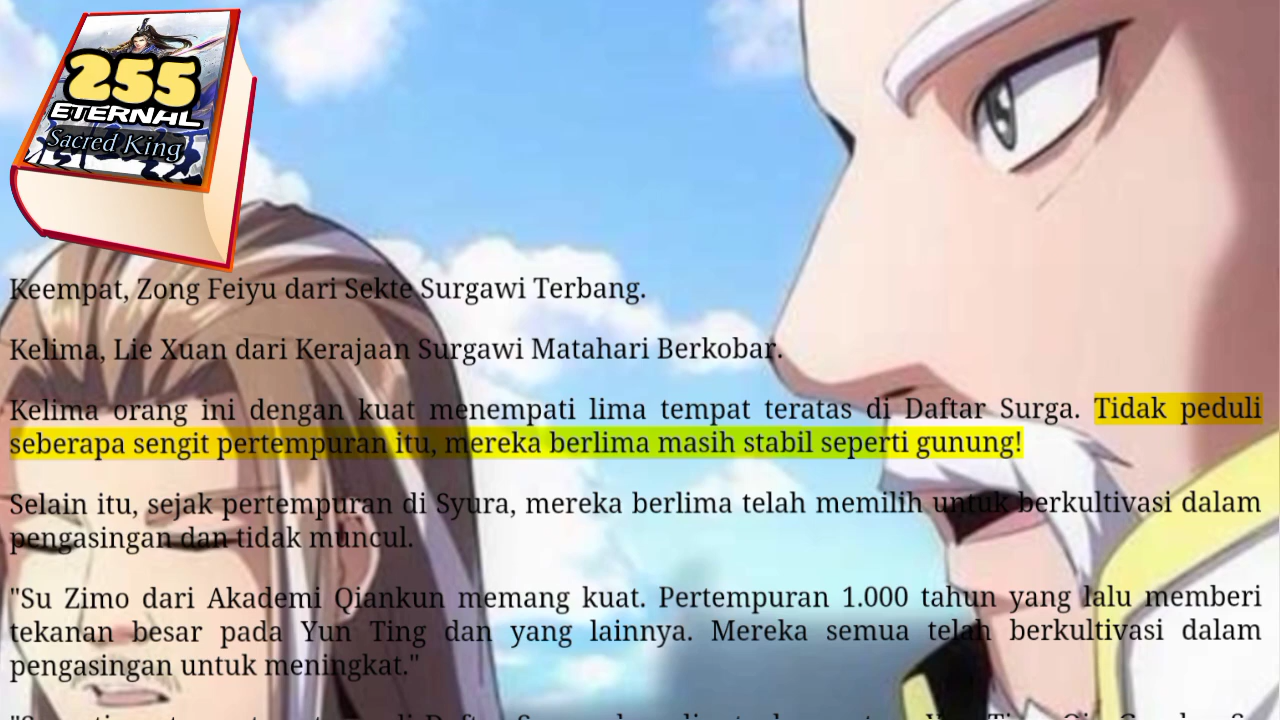 255
ETERNAL
Sacred King
Keempat, Zong Feiyu dari Sekte Surgawi Terbang.
Kelima, Lie Xuan dari Kerajaan Surgawi Matahari Berkobar.
Kelima orang ini dengan kuat menempati lima tempat teratas di Daftar Surga. Tidak peduli
seberapa sengit pertempuran itu, mereka berlima masih stabil seperti gunung!
Selain itu, sejak pertempuran di Syura, mereka berlima telah memilih untuk berkultivasi dalam
pengasingan dan tidak muncul.
"Su Zimo dari Akademi Qiankun memang kuat. Pertempuran 1.000 tahun yang lalu memberi
tekanan besar pada Yun Ting dan yang lainnya. Mereka semua telah berkultivasi dalam
pengasingan untuk meningkat."